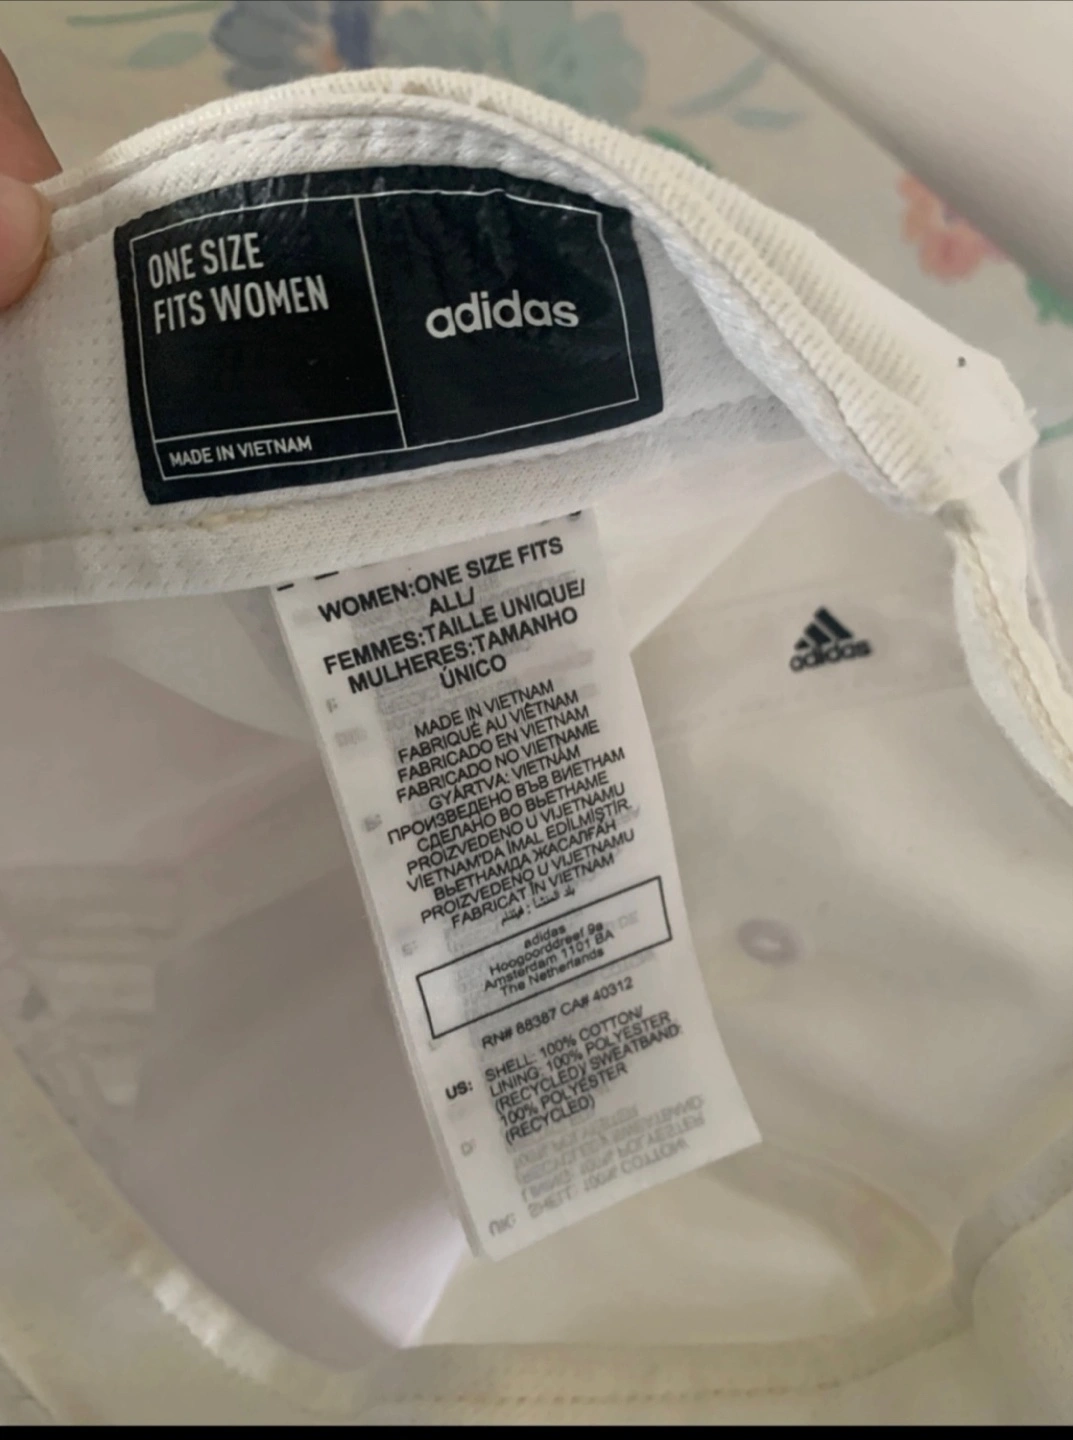 ONE SIZE
FITS WOMEN
adidas
MADE IN VIETNAM
WOMEN:ONE SIZE FITS
ALL/
FEMMES:TAILLE UNIQUE/
MULHERES:TAMANHO
ÚNICO
MADE IN VIETNAM
FABRIQUÉ AU VIÊTNAM
FABRICADO EN VIETNAM
FABRICADO NO VIETNAME
GYÁRTVA: VIETNÁM
ПРОИЗВЕДЕНО ВЪВ ВИЕТНАМ
СДЕЛАНО ВО ВЬЕТНАМЕ
PROIZVEDENO U VIJETNAMU
VIETNAM'DA İMAL EDİLMİŞTİR
ВЬЕТНАМДА ЖАСАЛҒАН
PROIZVEDENO U VIJETNAMU
FABRICAT ÎN VIETNAM
بلد المنشأ : فيتنام
adidas
Hoogoorddreef 9a
Amsterdam 1101 BA
The Netherlands
RN# 88387 CA# 40312
US: SHELL: 100% COTTON/
LINING: 100% POLYESTER
(RECYCLED)/ SWEATBAND:
100% POLYESTER
(RECYCLED)
adidas